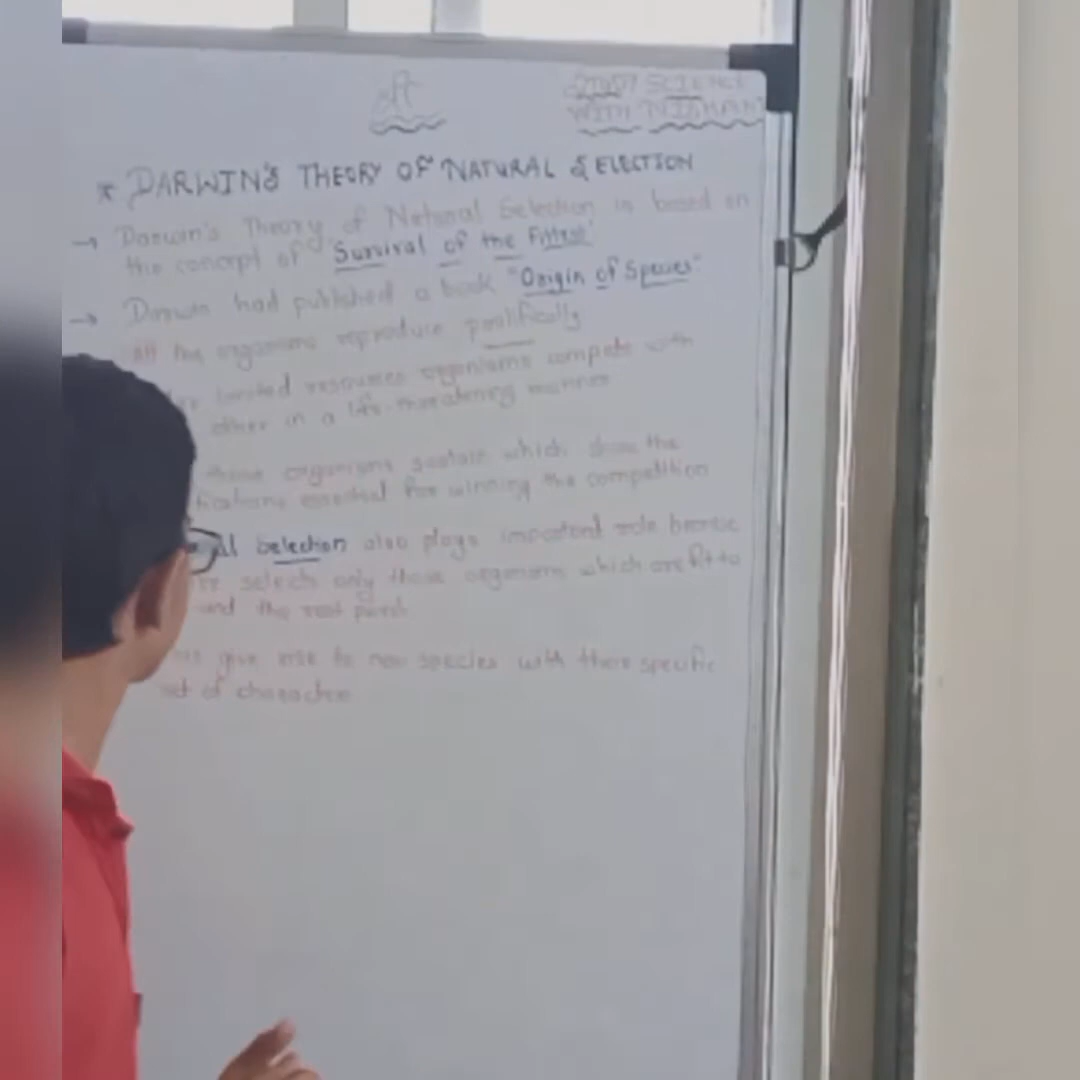 STUDY SCIENCE
WITH NISHANT
* DARWIN'S THEORY OF NATURAL SELECTION
→ Darwin's Theory of Natural Selection is based on
the concept of 'Survival of the Fittest'
→ Darwin had published a book "Origin of Species"
All the organisms reproduce prolifically
limited resources organisms compete with
other in a life-threatening manner
those organisms sustain which show the
essential for winning the competition
Selection also plays important role because
selects only those organisms which are fit to
and the rest perish
give rise to new species with there specific
set of characters